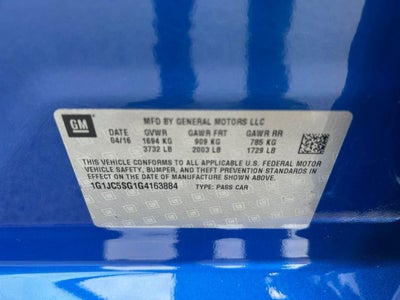 GM
MFD BY GENERAL MOTORS LLC
DATE GVWR GAWR FRT GAWR RR
04/16 1694 KG 909 KG 785 KG
3732 LB 2003 LB 1729 LB
THIS VEHICLE CONFORMS TO ALL APPLICABLE U.S. FEDERAL MOTOR
VEHICLE SAFETY, BUMPER, AND THEFT PREVENTION STANDARDS IN
EFFECT ON THE DATE OF MANUFACTURE SHOWN ABOVE.
1G1JC5SG1G4163884 TYPE: PASS CAR